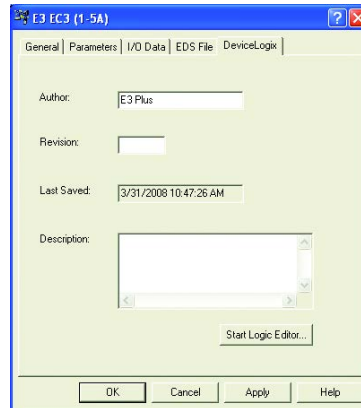 E3 EC3 (1-5A)
General Parameters I/O Data EDS File DeviceLogix
Author: E3 Plus
Revision:
Last Saved: 3/31/2008 10:47:26 AM
Description:
Start Logic Editor...
OK Cancel Apply Help